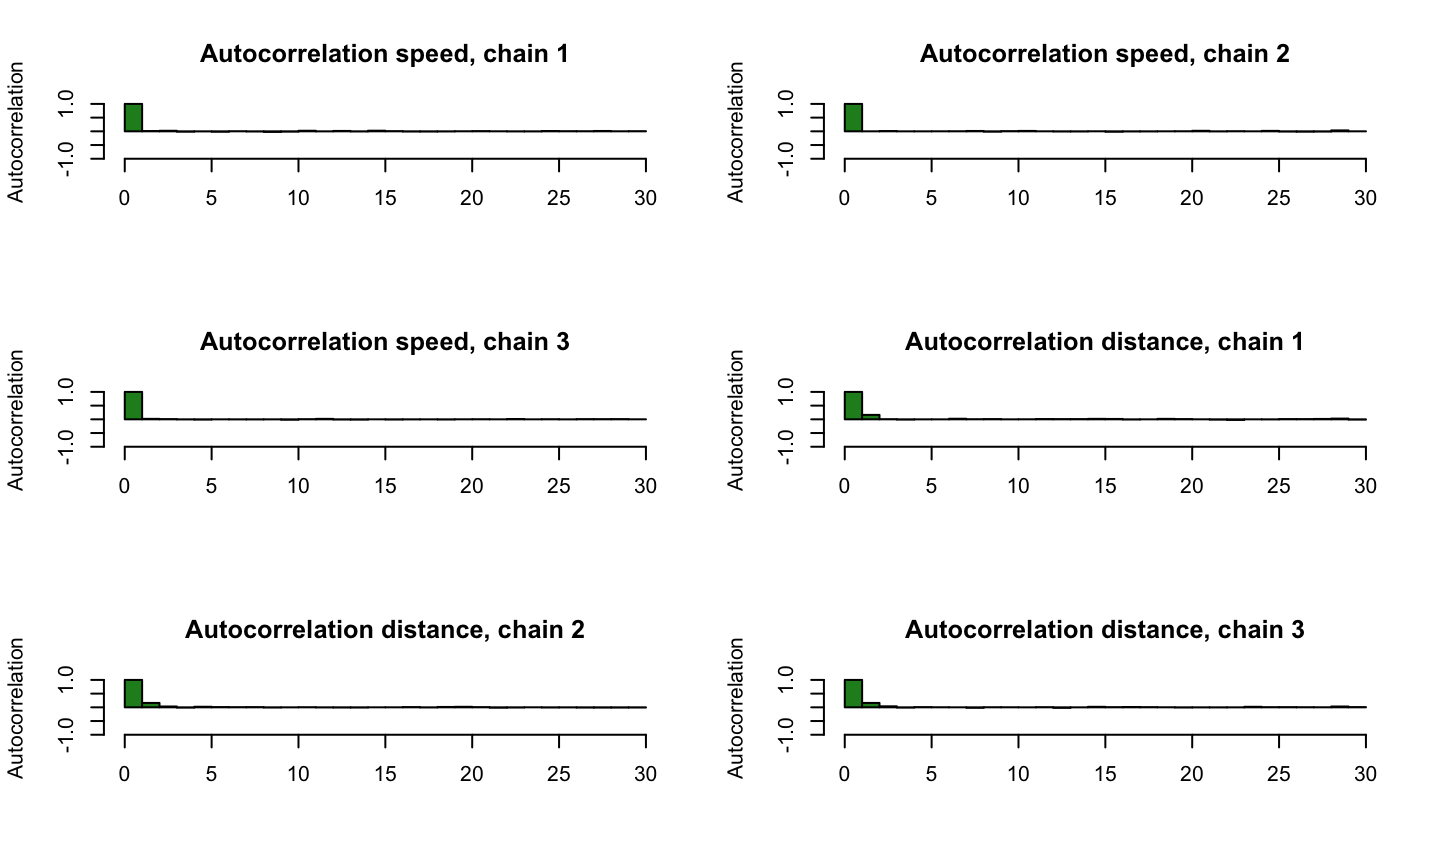 Autocorrelation speed, chain 1
Autocorrelation
1.0
-1.0
0 5 10 15 20 25 30
Autocorrelation speed, chain 2
Autocorrelation
1.0
-1.0
0 5 10 15 20 25 30
Autocorrelation speed, chain 3
Autocorrelation
1.0
-1.0
0 5 10 15 20 25 30
Autocorrelation distance, chain 1
Autocorrelation
1.0
-1.0
0 5 10 15 20 25 30
Autocorrelation distance, chain 2
Autocorrelation
1.0
-1.0
0 5 10 15 20 25 30
Autocorrelation distance, chain 3
Autocorrelation
1.0
-1.0
0 5 10 15 20 25 30